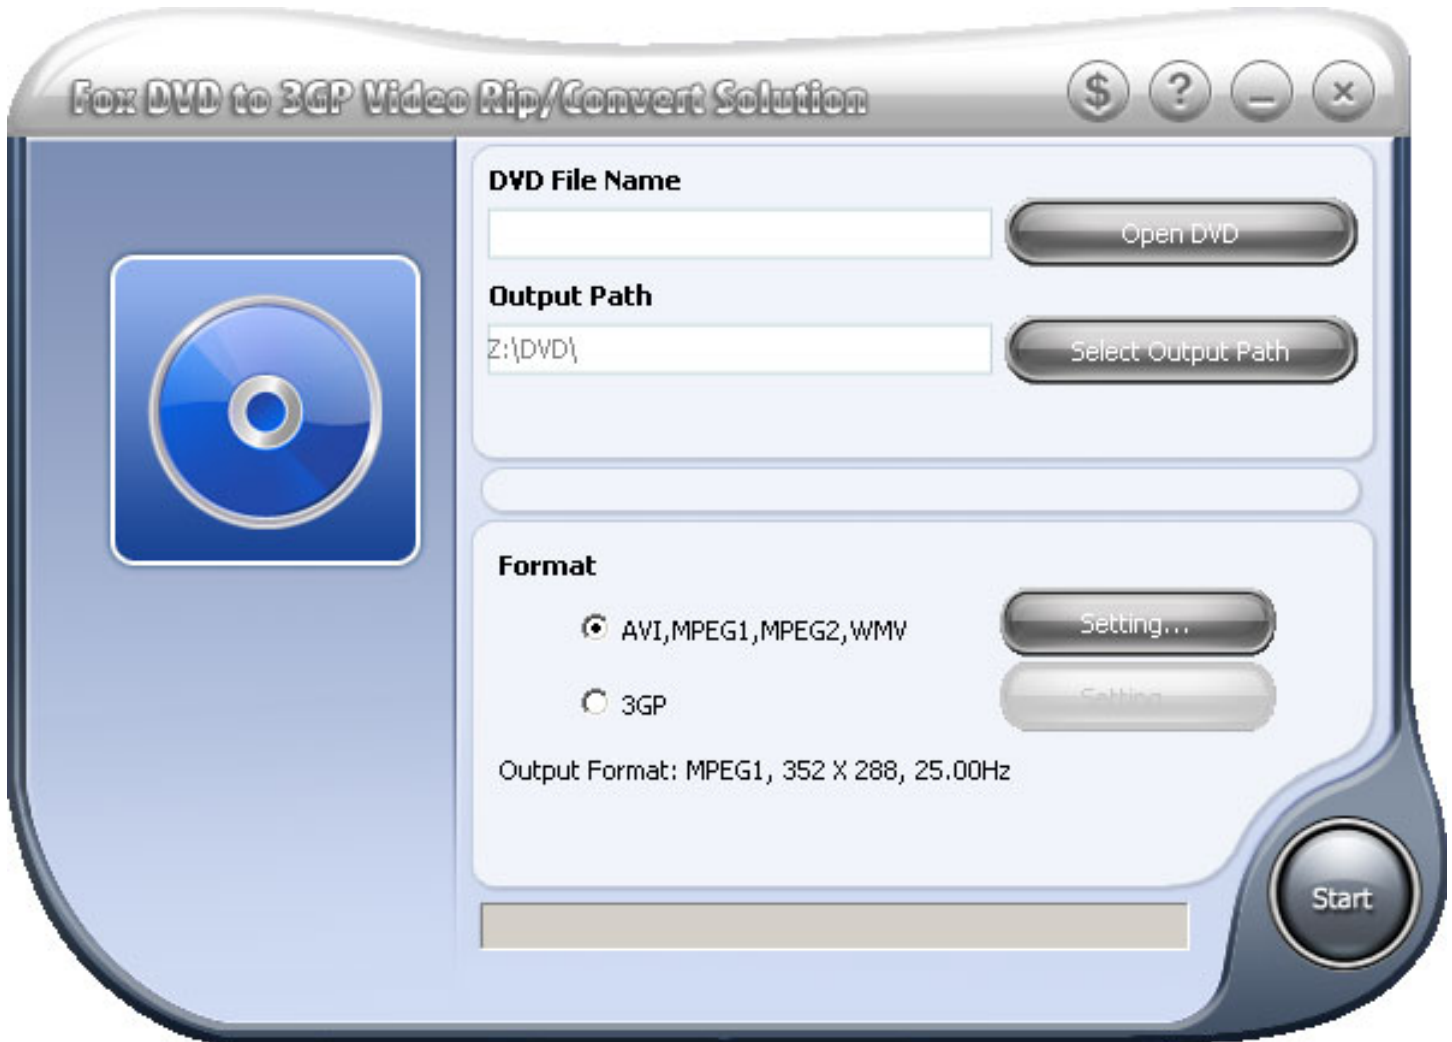 Fox DVD to 3GP Video Rip/Convert Solution
$ ?
DVD File Name
Open DVD
Output Path
Z:\DVD\
Select Output Path
Format
AVI,MPEG1,MPEG2,WMV
Setting...
3GP
Setting...
Output Format: MPEG1, 352 X 288, 25.00Hz
Start